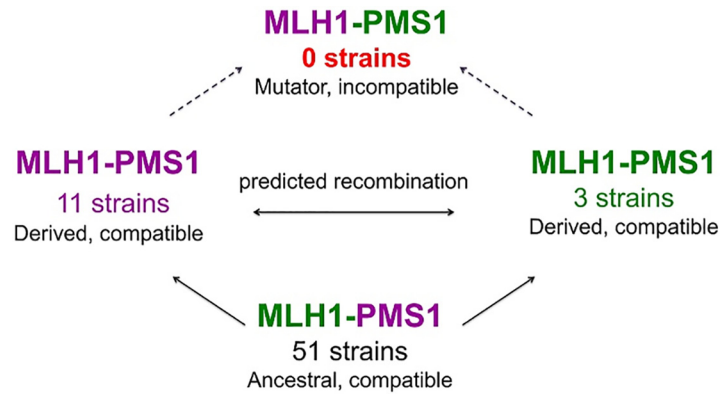 MLH1-PMS1
0 strains
Mutator, incompatible
MLH1-PMS1
11 strains
Derived, compatible
predicted recombination
MLH1-PMS1
3 strains
Derived, compatible
MLH1-PMS1
51 strains
Ancestral, compatible